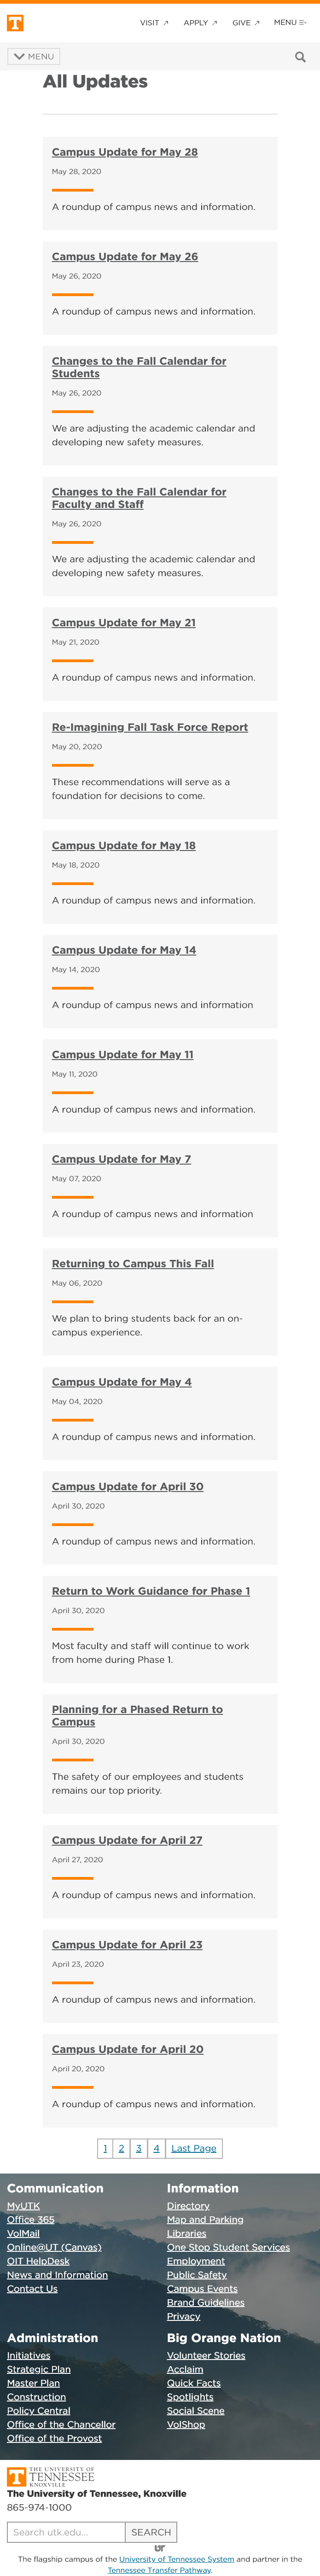 T
VISIT ↗ APPLY ↗ GIVE ↗ MENU
MENU
All Updates
Campus Update for May 28
May 28, 2020
A roundup of campus news and information.
Campus Update for May 26
May 26, 2020
A roundup of campus news and information.
Changes to the Fall Calendar for
Students
May 26, 2020
We are adjusting the academic calendar and
developing new safety measures.
Changes to the Fall Calendar for
Faculty and Staff
May 26, 2020
We are adjusting the academic calendar and
developing new safety measures.
Campus Update for May 21
May 21, 2020
A roundup of campus news and information.
Re-Imagining Fall Task Force Report
May 20, 2020
These recommendations will serve as a
foundation for decisions to come.
Campus Update for May 18
May 18, 2020
A roundup of campus news and information.
Campus Update for May 14
May 14, 2020
A roundup of campus news and information
Campus Update for May 11
May 11, 2020
A roundup of campus news and information.
Campus Update for May 7
May 07, 2020
A roundup of campus news and information
Returning to Campus This Fall
May 06, 2020
We plan to bring students back for an on-
campus experience.
Campus Update for May 4
May 04, 2020
A roundup of campus news and information.
Campus Update for April 30
April 30, 2020
A roundup of campus news and information.
Return to Work Guidance for Phase 1
April 30, 2020
Most faculty and staff will continue to work
from home during Phase 1.
Planning for a Phased Return to
Campus
April 30, 2020
The safety of our employees and students
remains our top priority.
Campus Update for April 27
April 27, 2020
A roundup of campus news and information.
Campus Update for April 23
April 23, 2020
A roundup of campus news and information.
Campus Update for April 20
April 20, 2020
A roundup of campus news and information.
1 2 3 4 Last Page
Communication
MyUTK
Office 365
VolMail
Online@UT (Canvas)
OIT HelpDesk
News and Information
Contact Us
Information
Directory
Map and Parking
Libraries
One Stop Student Services
Employment
Public Safety
Campus Events
Brand Guidelines
Privacy
Administration
Initiatives
Strategic Plan
Master Plan
Construction
Policy Central
Office of the Chancellor
Office of the Provost
Big Orange Nation
Volunteer Stories
Acclaim
Quick Facts
Spotlights
Social Scene
VolShop
T THE UNIVERSITY OF
TENNESSEE
KNOXVILLE
The University of Tennessee, Knoxville
865-974-1000
Search utk.edu... SEARCH
UT
The flagship campus of the University of Tennessee System and partner in the
Tennessee Transfer Pathway.